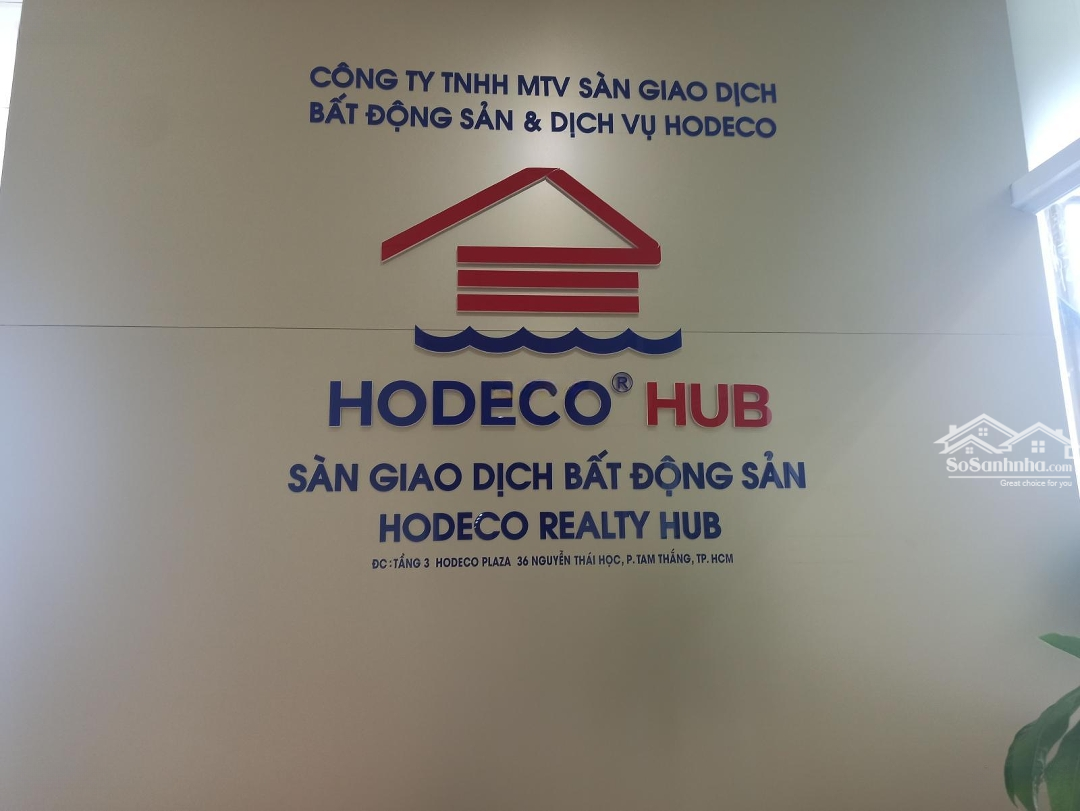 CÔNG TY TNHH MTV SÀN GIAO DỊCH
BẤT ĐỘNG SẢN & DỊCH VỤ HODECO
HODECO® HUB
SÀN GIAO DỊCH BẤT ĐỘNG SẢN
HODECO REALTY HUB
ĐC : TẦNG 3 HODECO PLAZA 36 NGUYỄN THÁI HỌC, P. TAM THẮNG, TP. HCM
SoSanhnha.com
Great choice for you